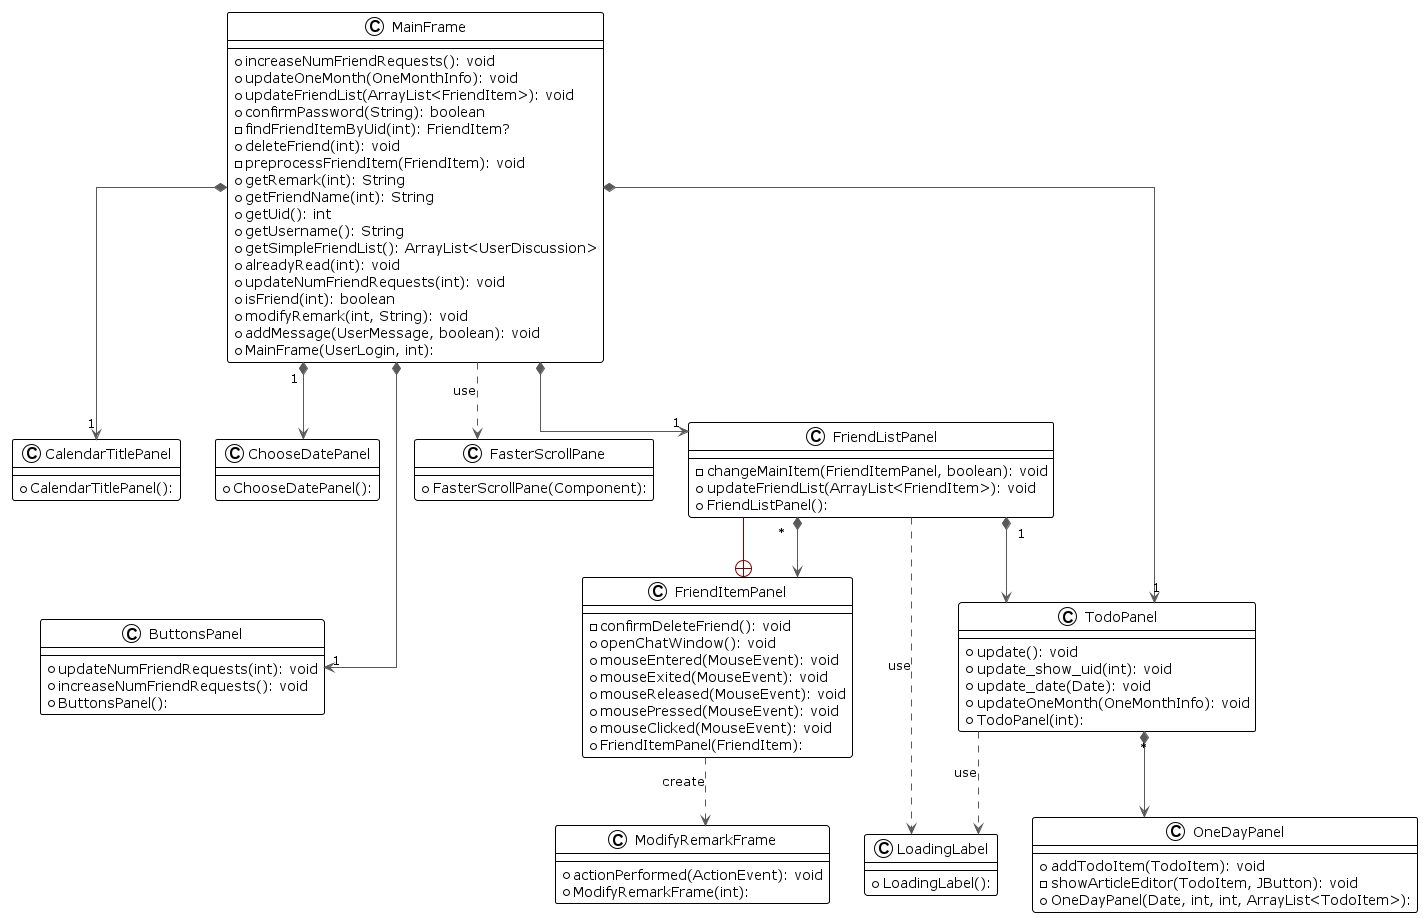 C MainFrame
increaseNumFriendRequests(): void
updateOneMonth(OneMonthInfo): void
updateFriendList(ArrayList<FriendItem>): void
confirmPassword(String): boolean
findFriendItemByUid(int): FriendItem?
deleteFriend(int): void
preprocessFriendItem(FriendItem): void
getRemark(int): String
getFriendName(int): String
getUid(): int
getUsername(): String
getSimpleFriendList(): ArrayList<UserDiscussion>
alreadyRead(int): void
updateNumFriendRequests(int): void
isFriend(int): boolean
modifyRemark(int, String): void
addMessage(UserMessage, boolean): void
MainFrame(UserLogin, int):
1
use
1
1
C CalendarTitlePanel
CalendarTitlePanel():
C ChooseDatePanel
ChooseDatePanel():
C FasterScrollPane
FasterScrollPane(Component):
C FriendListPanel
changeMainItem(FriendItemPanel, boolean): void
updateFriendList(ArrayList<FriendItem>): void
FriendListPanel():
*
1
1
C ButtonsPanel
updateNumFriendRequests(int): void
increaseNumFriendRequests(): void
ButtonsPanel():
1
C FriendItemPanel
confirmDeleteFriend(): void
openChatWindow(): void
mouseEntered(MouseEvent): void
mouseExited(MouseEvent): void
mouseReleased(MouseEvent): void
mousePressed(MouseEvent): void
mouseClicked(MouseEvent): void
FriendItemPanel(FriendItem):
use
C TodoPanel
update(): void
update_show_uid(int): void
update_date(Date): void
updateOneMonth(OneMonthInfo): void
TodoPanel(int):
create
use
*
C ModifyRemarkFrame
actionPerformed(ActionEvent): void
ModifyRemarkFrame(int):
C LoadingLabel
LoadingLabel():
C OneDayPanel
addTodoItem(TodoItem): void
showArticleEditor(TodoItem, JButton): void
OneDayPanel(Date, int, int, ArrayList<TodoItem>):